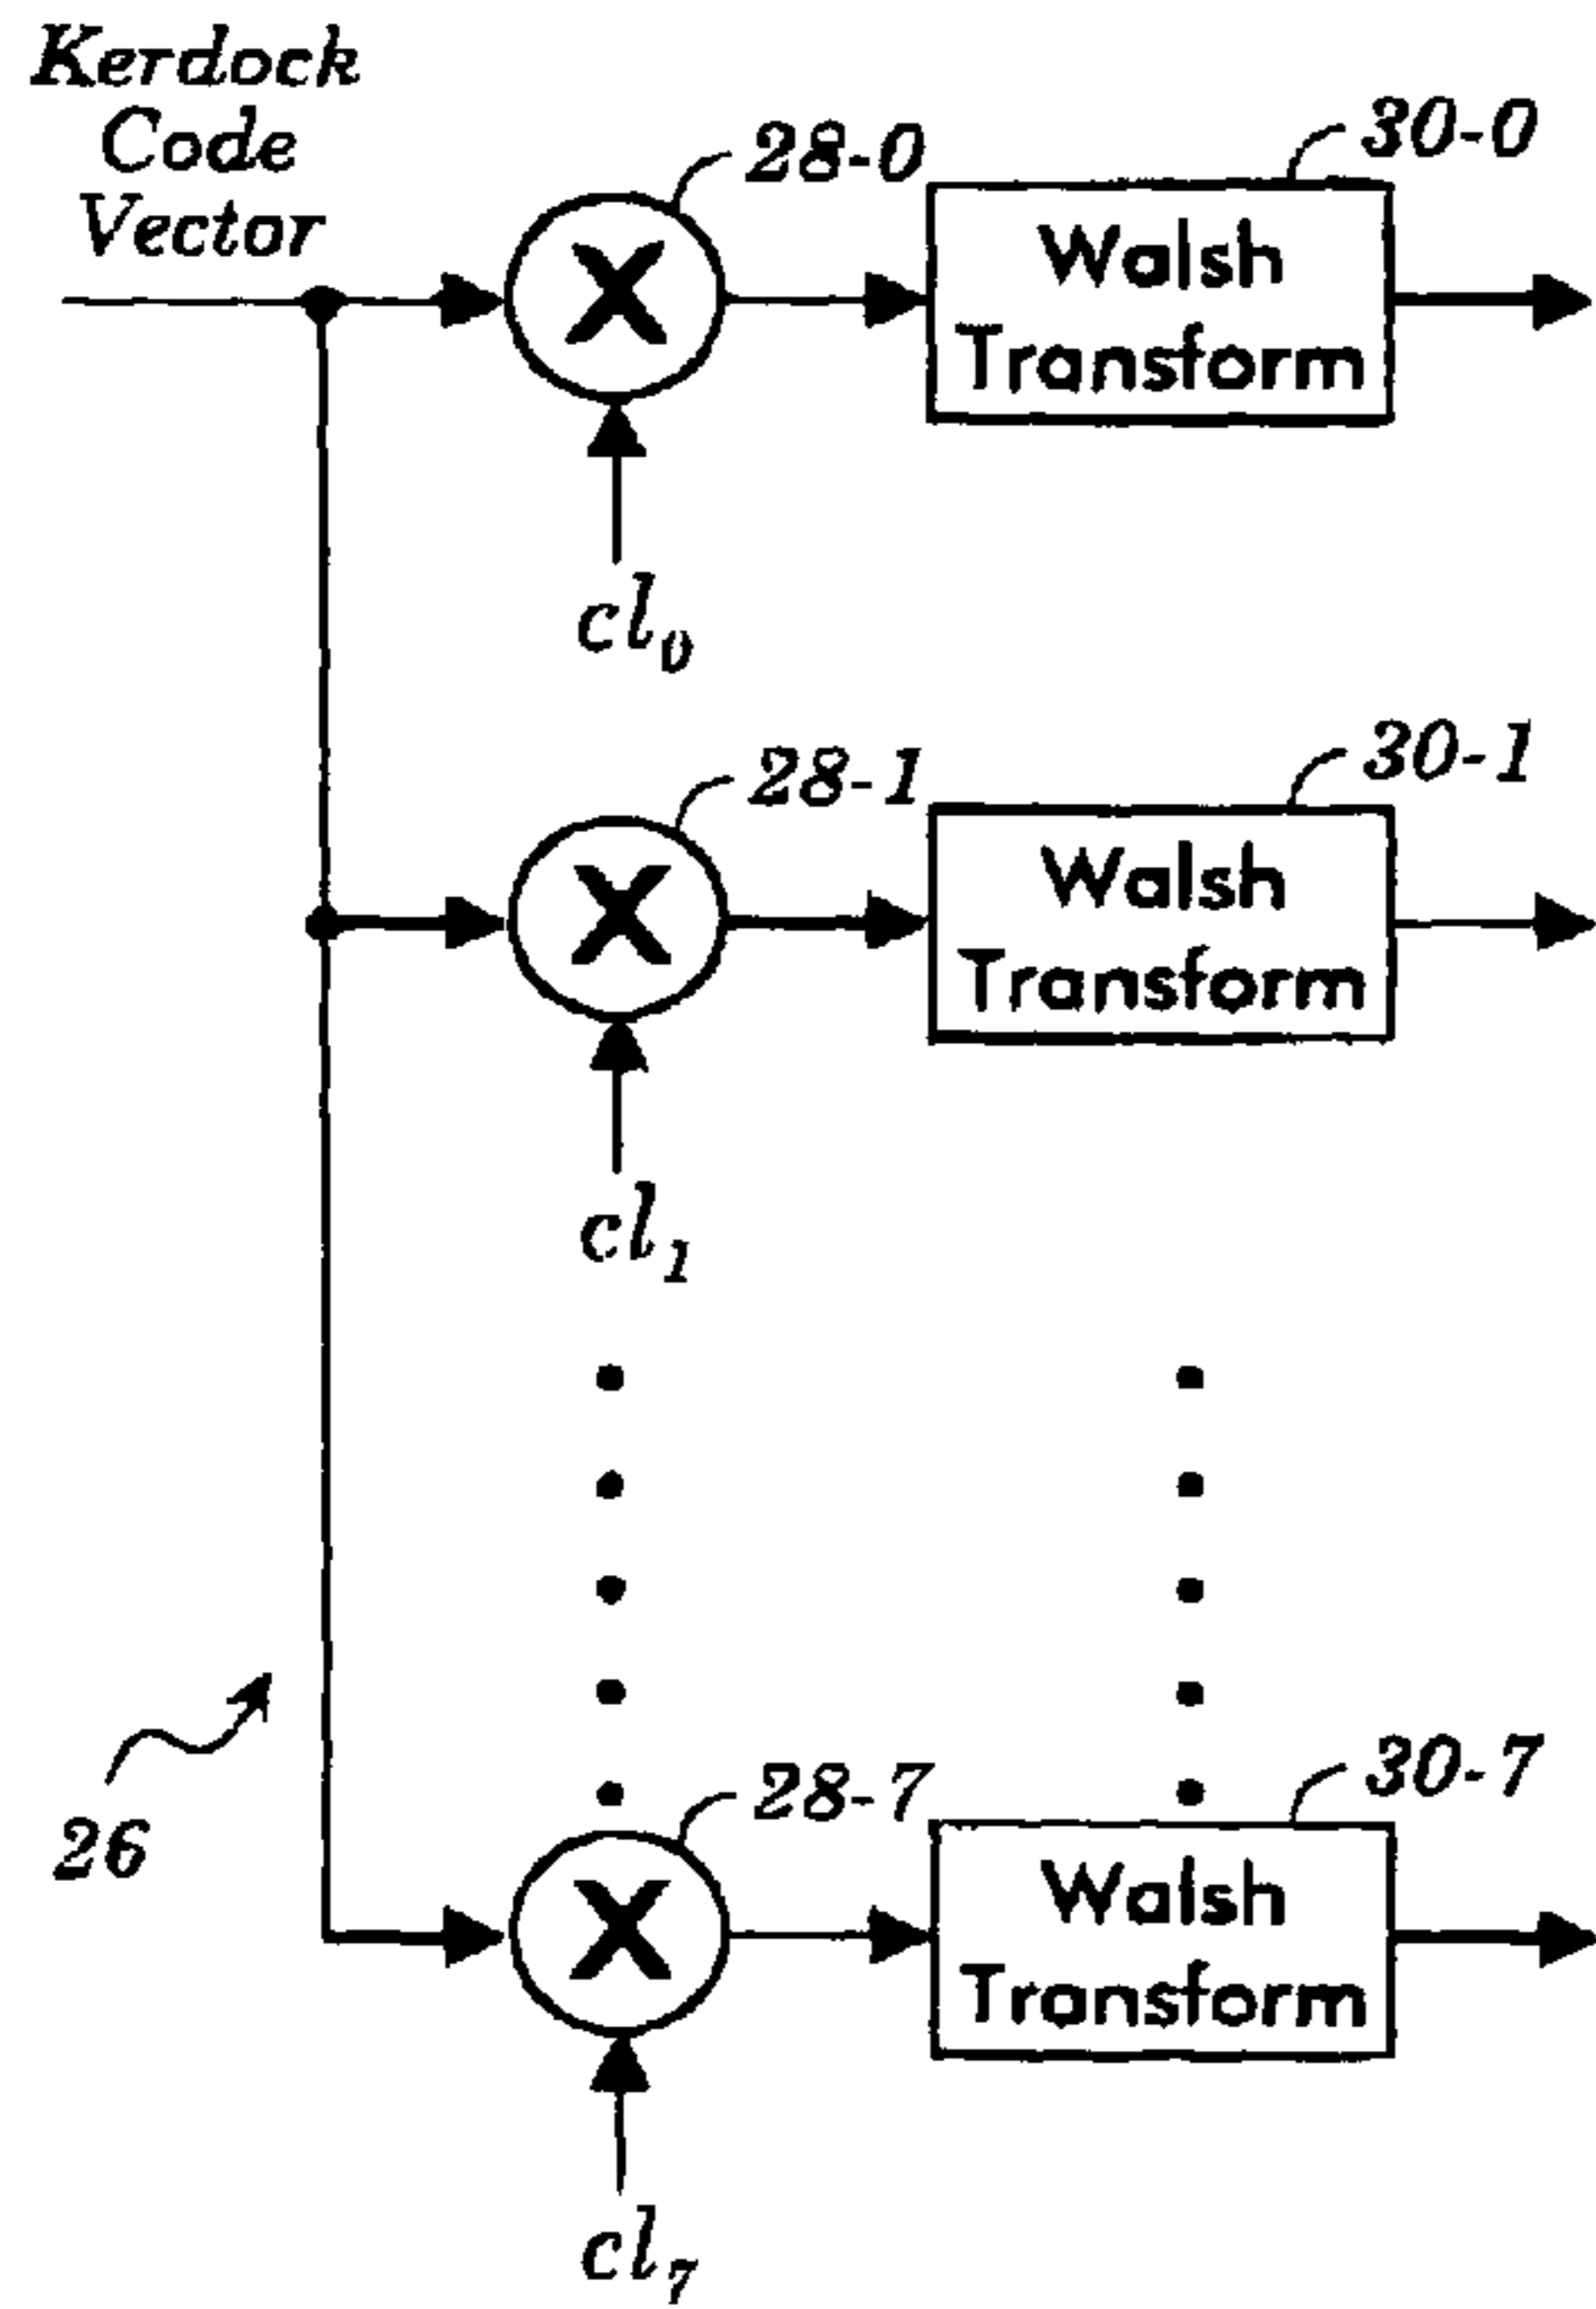 Kerdock
Code
Vector
28-0
30-0
X
Walsh
Transform
cl₀
28-1
30-1
X
Walsh
Transform
cl₁
28-7
30-7
26
X
Walsh
Transform
cl₇